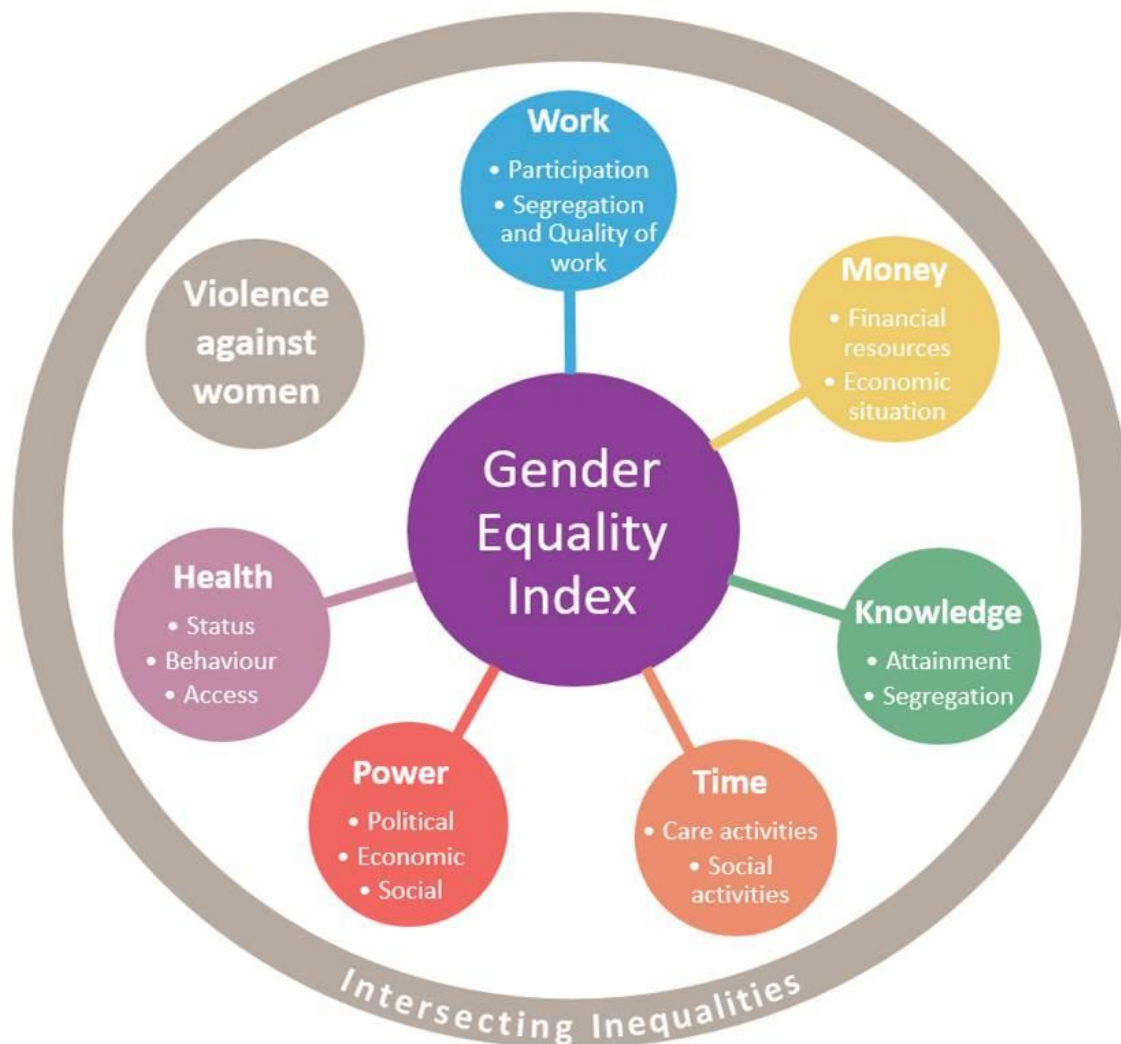 Work
• Participation
• Segregation
and Quality of
work
Money
• Financial
resources
• Economic
situation
Violence
against
women
Gender
Equality
Index
Health
• Status
• Behaviour
• Access
Knowledge
• Attainment
• Segregation
Power
• Political
• Economic
• Social
Time
• Care activities
• Social
activities
Intersecting Inequalities